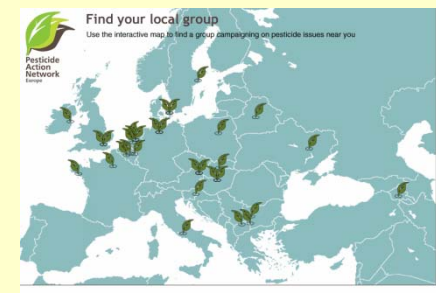 Find your local group
Use the interactive map to find a group campaigning on pesticide issues near you
Pesticide
Action
Network
Europe